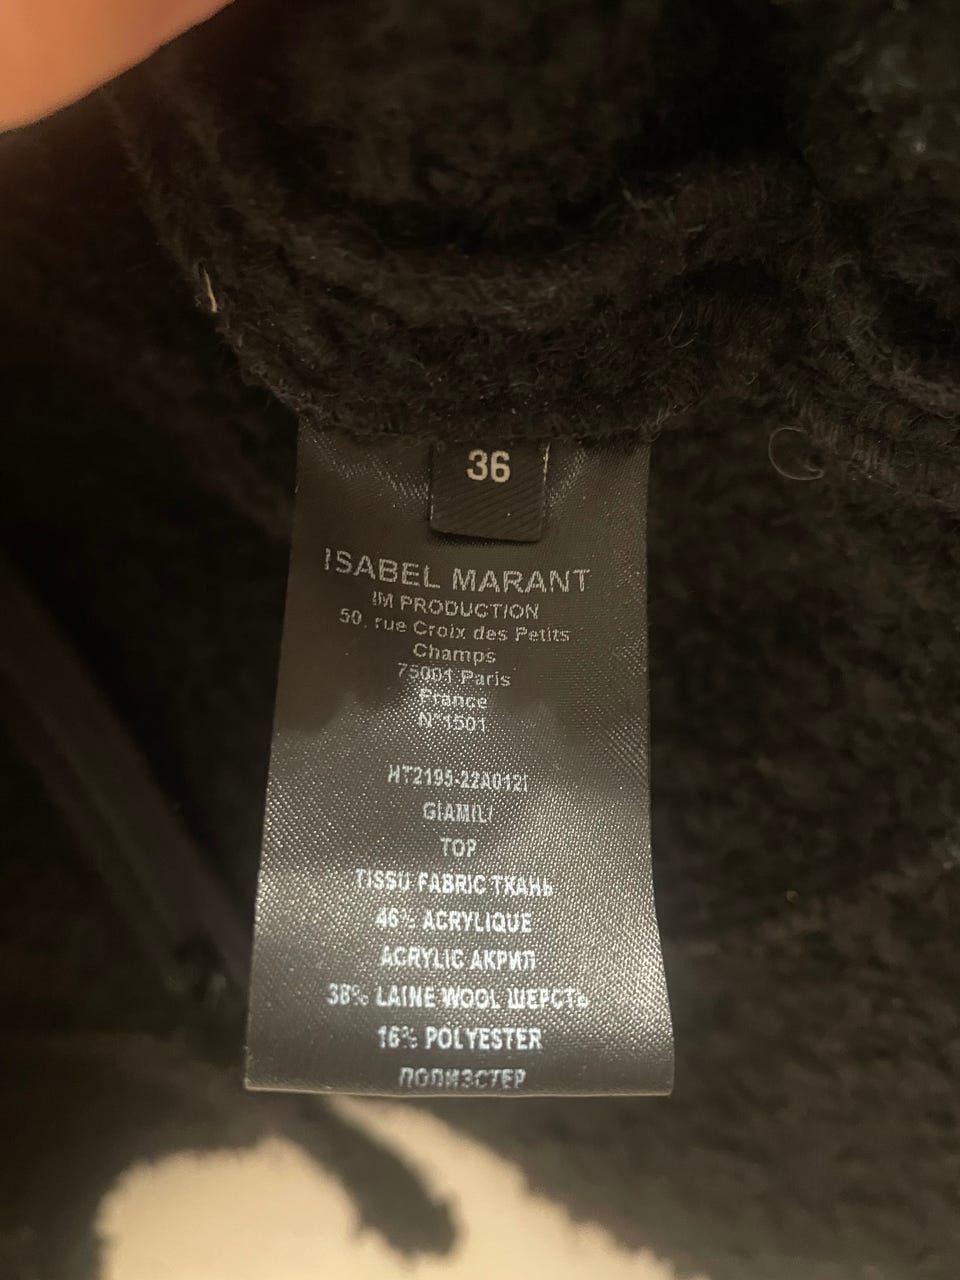 36
ISABEL MARANT
IM PRODUCTION
50, rue Croix des Petits
Champs
75001 Paris
France
N°1501
HT2195-22A012I
GIAMILI
TOP
TISSU FABRIC ТКАНЬ
46% ACRYLIQUE
ACRYLIC АКРИЛ
38% LAINE WOOL ШЕРСТЬ
16% POLYESTER
ПОЛИЭСТЕР